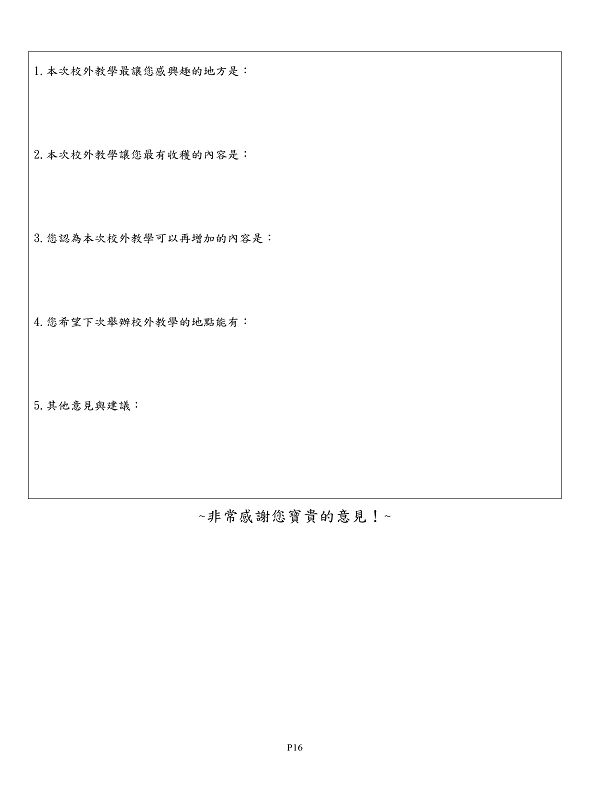 1.本次校外教學最讓您感興趣的地方是：
2.本次校外教學讓您最有收穫的內容是：
3.您認為本次校外教學可以再增加的內容是：
4.您希望下次舉辦校外教學的地點能有：
5.其他意見與建議：
~非常感謝您寶貴的意見！~
P16